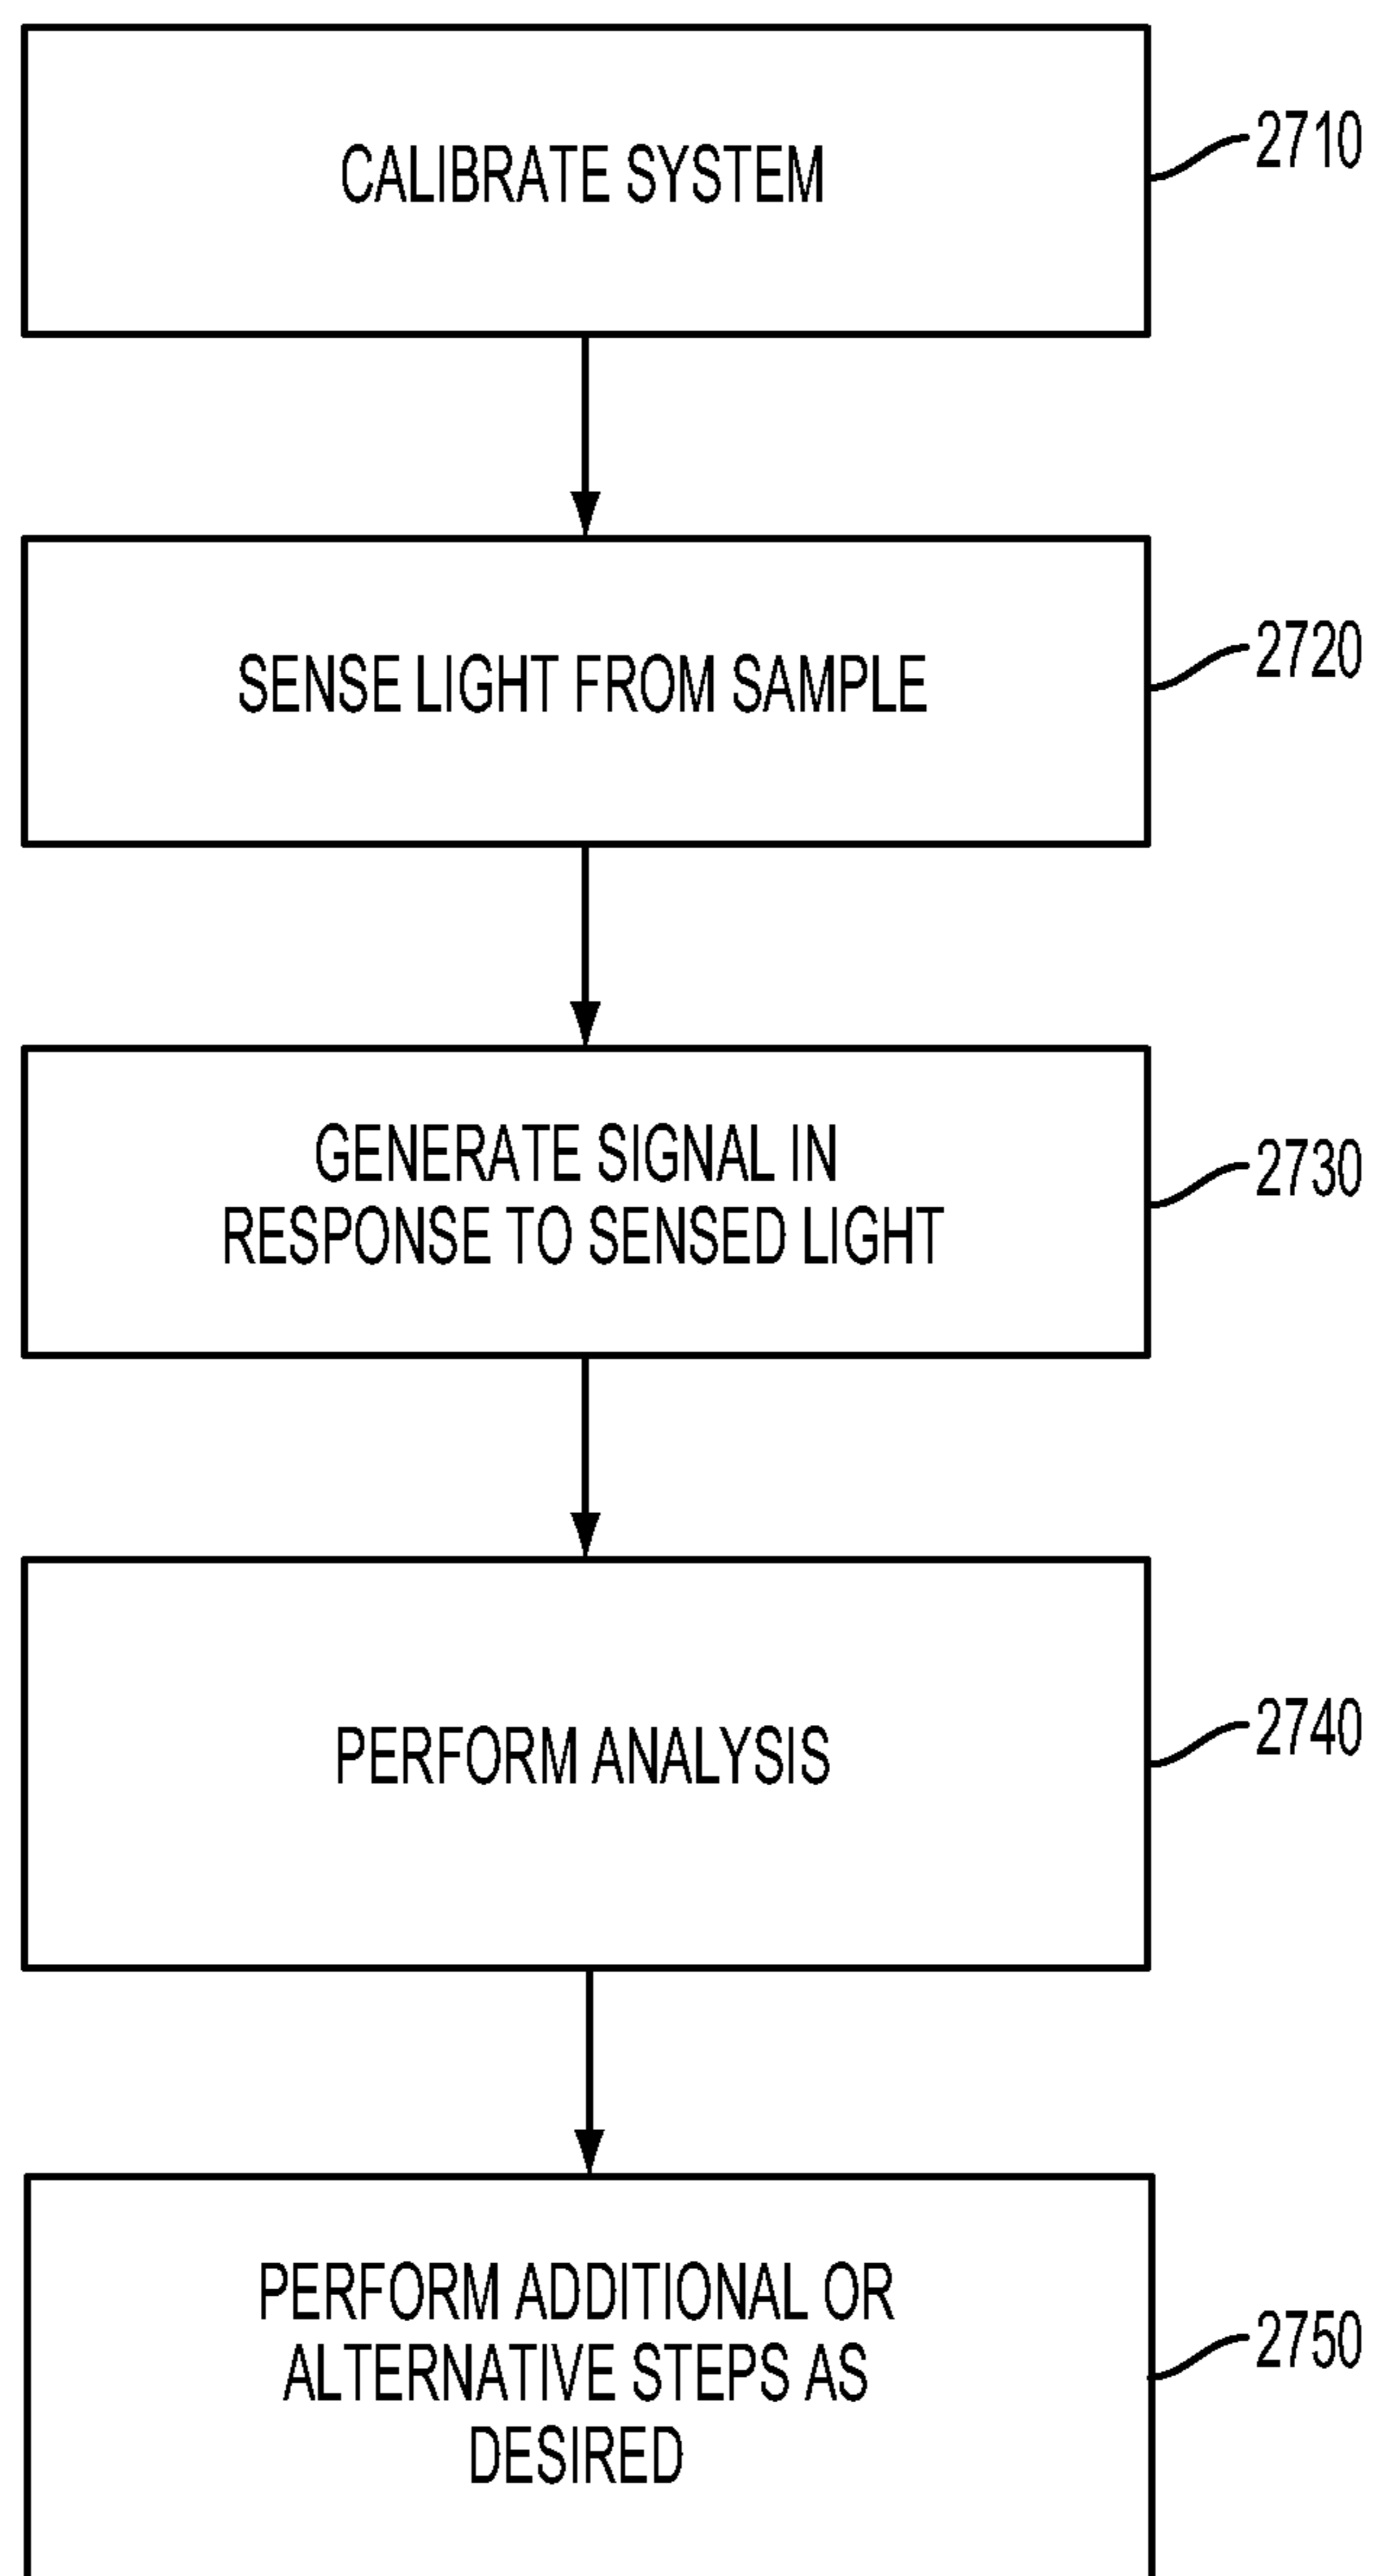 CALIBRATE SYSTEM
2710
SENSE LIGHT FROM SAMPLE
2720
GENERATE SIGNAL IN
RESPONSE TO SENSED LIGHT
2730
PERFORM ANALYSIS
2740
PERFORM ADDITIONAL OR
ALTERNATIVE STEPS AS
DESIRED
2750